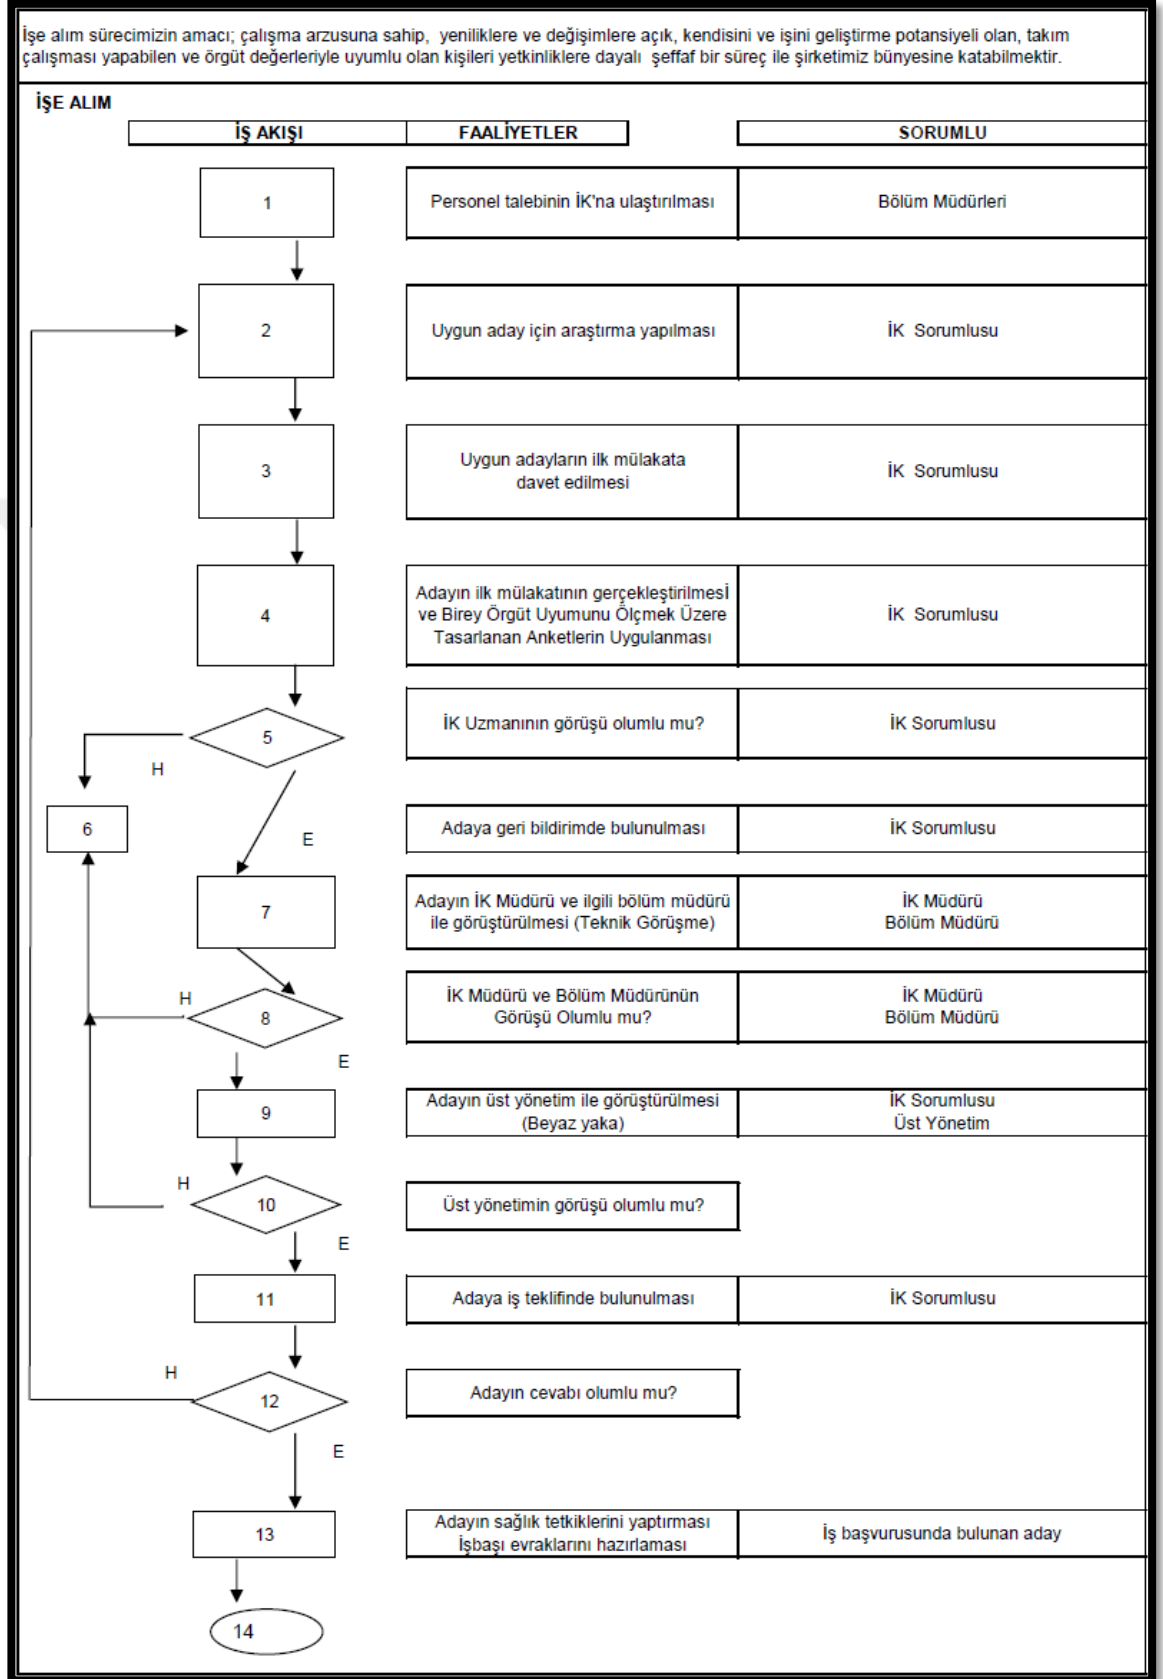 İşe alım sürecimizin amacı; çalışma arzusuna sahip, yeniliklere ve değişimlere açık, kendisini ve işini geliştirme potansiyeli olan, takım
çalışması yapabilen ve örgüt değerleriyle uyumlu olan kişileri yetkinliklere dayalı şeffaf bir süreç ile şirketimiz bünyesine katabilmektir.
İŞE ALIM
İŞ AKIŞI FAALİYETLER SORUMLU
1 Personel talebinin İK'na ulaştırılması Bölüm Müdürleri
2 Uygun aday için araştırma yapılması İK Sorumlusu
3
Uygun adayların ilk mülakata
davet edilmesi
İK Sorumlusu
4
Adayın ilk mülakatının gerçekleştirilmesİ
ve Birey Örgüt Uyumunu Ölçmek Üzere
Tasarlanan Anketlerin Uygulanması
İK Sorumlusu
5 İK Uzmanının görüşü olumlu mu? İK Sorumlusu
H
6 Adaya geri bildirimde bulunulması İK Sorumlusu
E
7
Adayın İK Müdürü ve ilgili bölüm müdürü
ile görüştürülmesi (Teknik Görüşme)
İK Müdürü
Bölüm Müdürü
H
8
İK Müdürü ve Bölüm Müdürünün
Görüşü Olumlu mu?
İK Müdürü
Bölüm Müdürü
E
9
Adayın üst yönetim ile görüştürülmesi
(Beyaz yaka)
İK Sorumlusu
Üst Yönetim
H
10 Üst yönetimin görüşü olumlu mu?
E
11 Adaya iş teklifinde bulunulması İK Sorumlusu
H
12 Adayın cevabı olumlu mu?
E
13
Adayın sağlık tetkiklerini yaptırması
İşbaşı evraklarını hazırlaması
İş başvurusunda bulunan aday
14